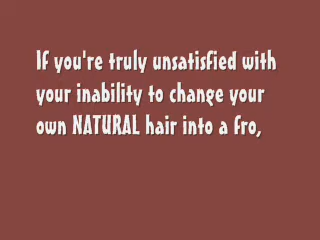 If you're truly unsatisfied with
your inability to change your
own NATURAL hair into a fro,